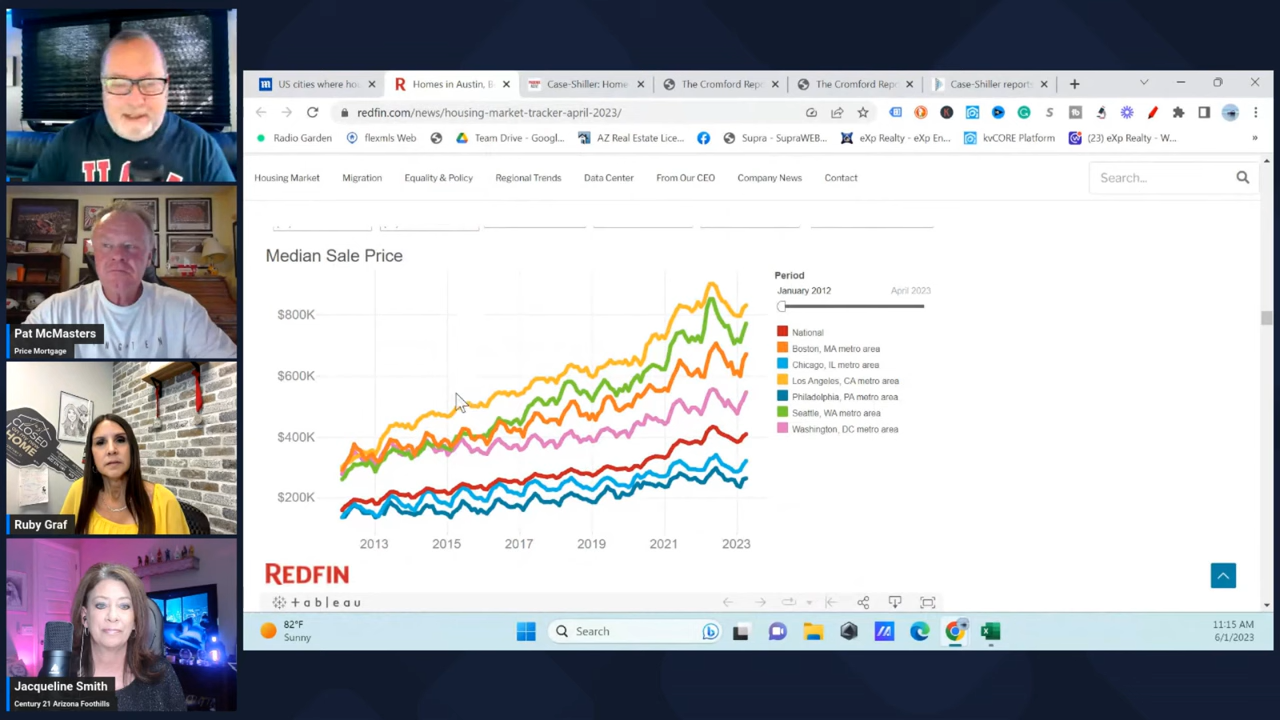 US cities where ho
Homes in Austin, B
Case-Shiller: Hom
The Cromford rep
The Cromford
Case-Shiller reports
redfin.com/news/housing-market-tracker-april-2023/
Radio Garden
flexmls Web
Team Drive - Googl...
AZ Real Estate Lice...
Supra - SupraWEB...
eXp Realty - eXp En...
kvCORE Platform
(23) eXp Realty - W...
Housing Market
Migration
Equality & Policy
Regional Trends
Data Center
From Our CEO
Company News
Contact
Search...
Median Sale Price
$800K
$600K
$400K
$200K
2013
2015
2017
2019
2021
2023
Period
January 2012
April 2023
National
Boston, MA metro area
Chicago, IL metro area
Los Angeles, CA metro area
Philadelphia, PA metro area
Seattle, WA metro area
Washington, DC metro area
REDFIN
+ableau
82°F
Sunny
Search
11:15 AM
6/1/2023
Pat McMasters
Price Mortgage
CLOSED
HOME
Ruby Graf
Jacqueline Smith
Century 21 Arizona Foothills